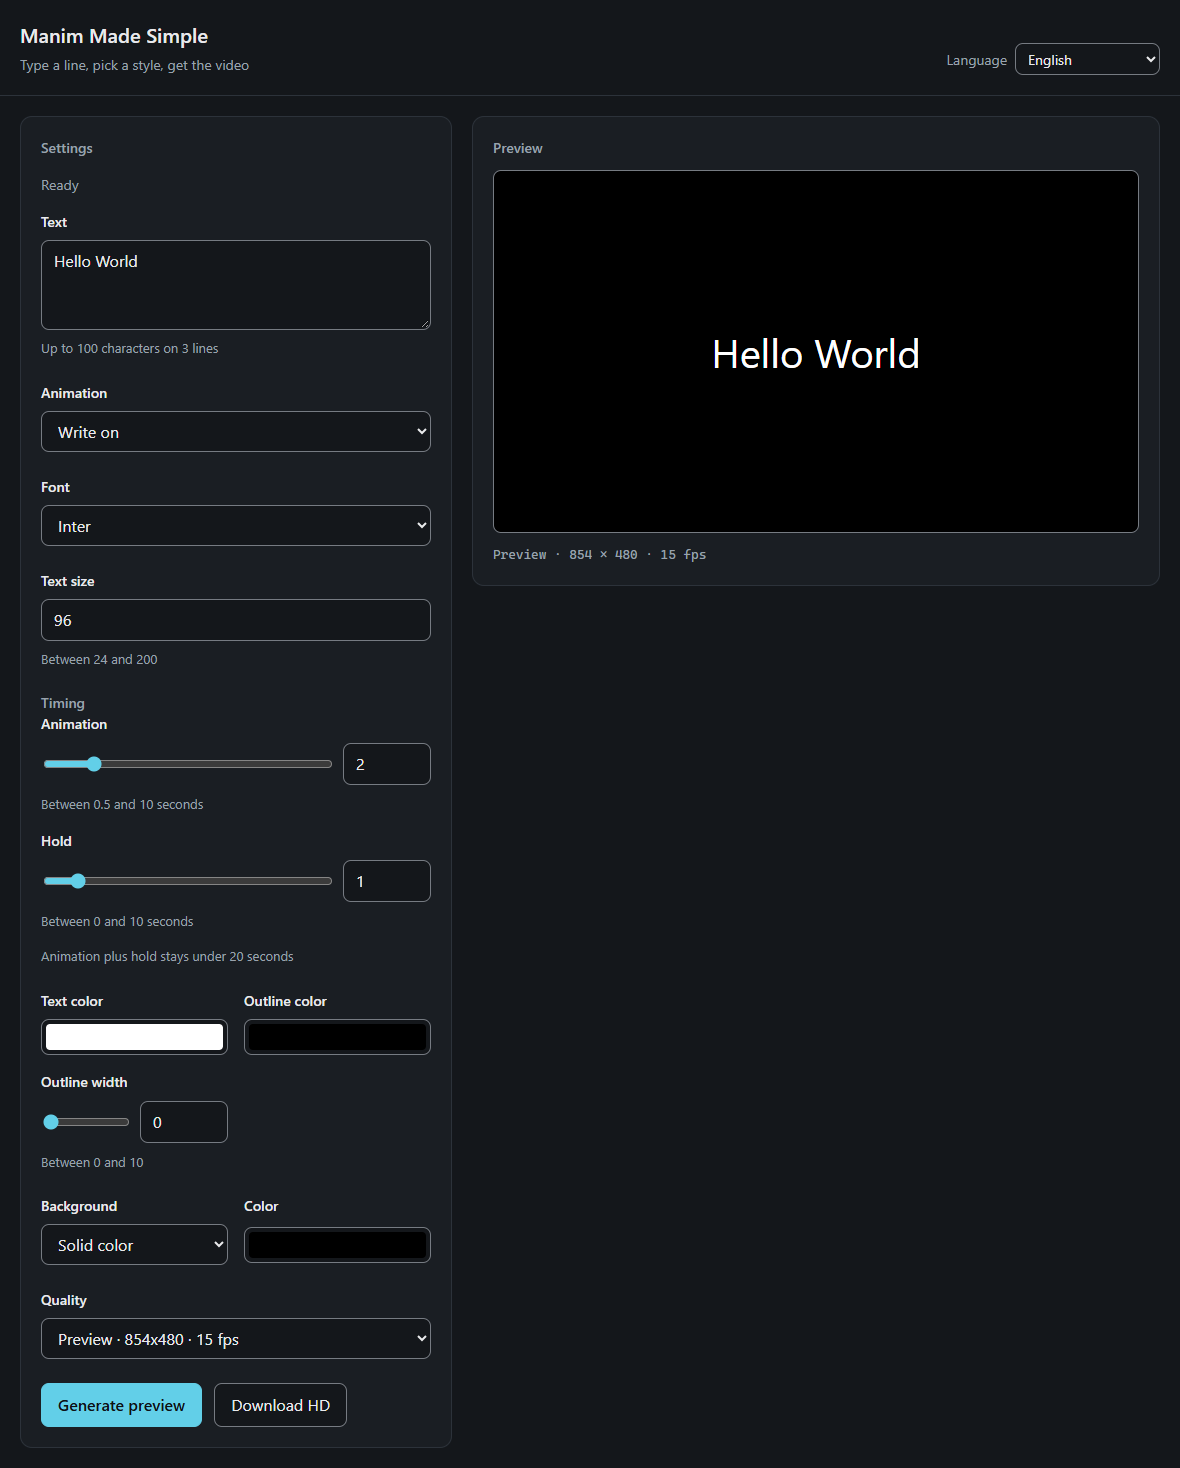 Manim Made Simple
Type a line, pick a style, get the video
Language
English
Settings
Ready
Text
Hello World
Up to 100 characters on 3 lines
Animation
Write on
Font
Inter
Text size
96
Between 24 and 200
Timing
Animation
2
Between 0.5 and 10 seconds
Hold
1
Between 0 and 10 seconds
Animation plus hold stays under 20 seconds
Text color
Outline color
Outline width
0
Between 0 and 10
Background
Color
Solid color
Quality
Preview · 854x480 · 15 fps
Generate preview
Download HD
Preview
Hello World
Preview · 854 × 480 · 15 fps